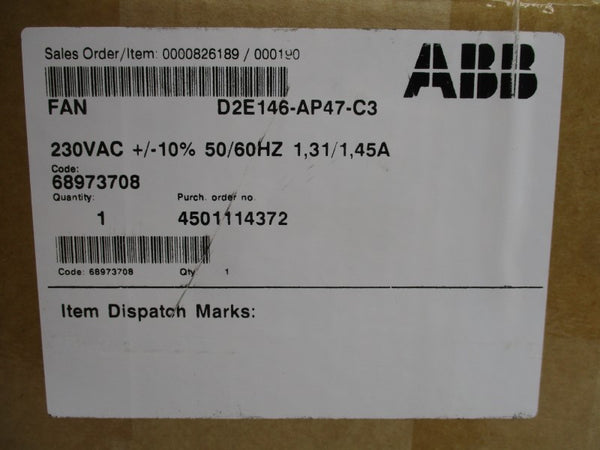 Sales Order/Item: 0000826189 / 000190
ABB
FAN D2E146-AP47-C3
230VAC +/-10% 50/60HZ 1,31/1,45A
Code:
68973708
Quantity: Purch. order no.
1 4501114372
Code: 68973708 Qty 1
Item Dispatch Marks: